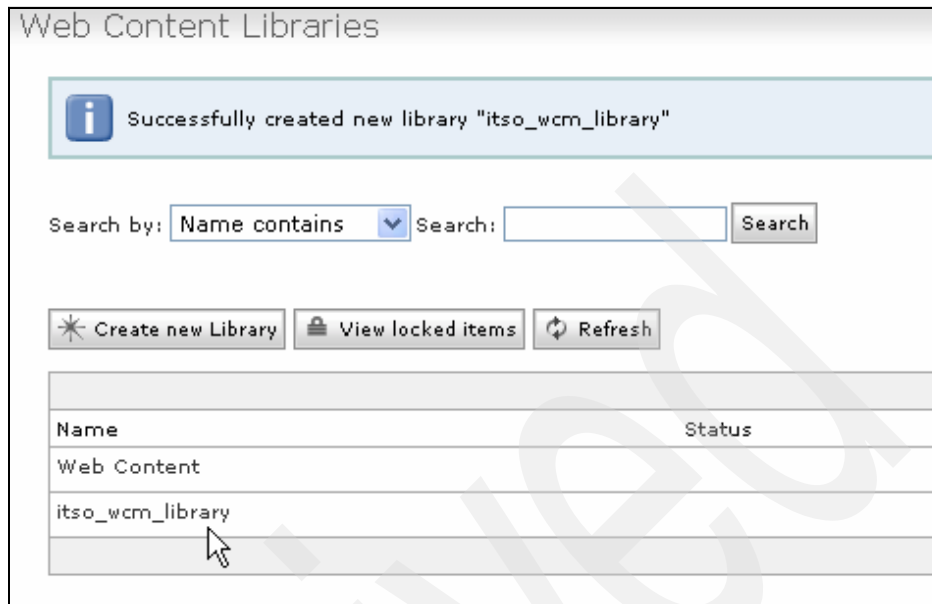 Web Content Libraries
Successfully created new library "itso_wcm_library"
Search by: Name contains Search: Search
Create new Library View locked items Refresh
Name Status
Web Content
itso_wcm_library